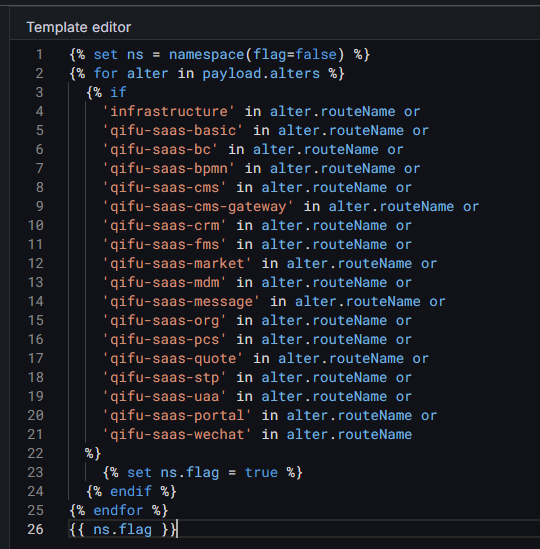 Template editor
1 {% set ns = namespace(flag=false) %}
2 {% for alter in payload.alters %}
3 {% if
4 'infrastructure' in alter.routeName or
5 'qifu-saas-basic' in alter.routeName or
6 'qifu-saas-bc' in alter.routeName or
7 'qifu-saas-bpmn' in alter.routeName or
8 'qifu-saas-cms' in alter.routeName or
9 'qifu-saas-cms-gateway' in alter.routeName or
10 'qifu-saas-crm' in alter.routeName or
11 'qifu-saas-fms' in alter.routeName or
12 'qifu-saas-market' in alter.routeName or
13 'qifu-saas-mdm' in alter.routeName or
14 'qifu-saas-message' in alter.routeName or
15 'qifu-saas-org' in alter.routeName or
16 'qifu-saas-pcs' in alter.routeName or
17 'qifu-saas-quote' in alter.routeName or
18 'qifu-saas-stp' in alter.routeName or
19 'qifu-saas-uaa' in alter.routeName or
20 'qifu-saas-portal' in alter.routeName or
21 'qifu-saas-wechat' in alter.routeName
22 %}
23 {% set ns.flag = true %}
24 {% endif %}
25 {% endfor %}
26 {{ ns.flag }}